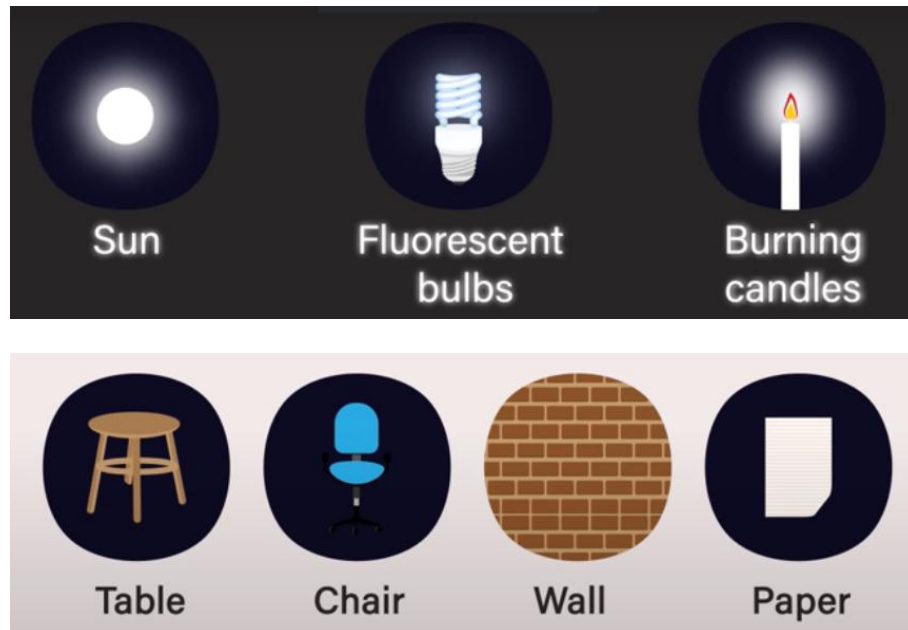 Sun
Fluorescent
bulbs
Burning
candles
Table
Chair
Wall
Paper